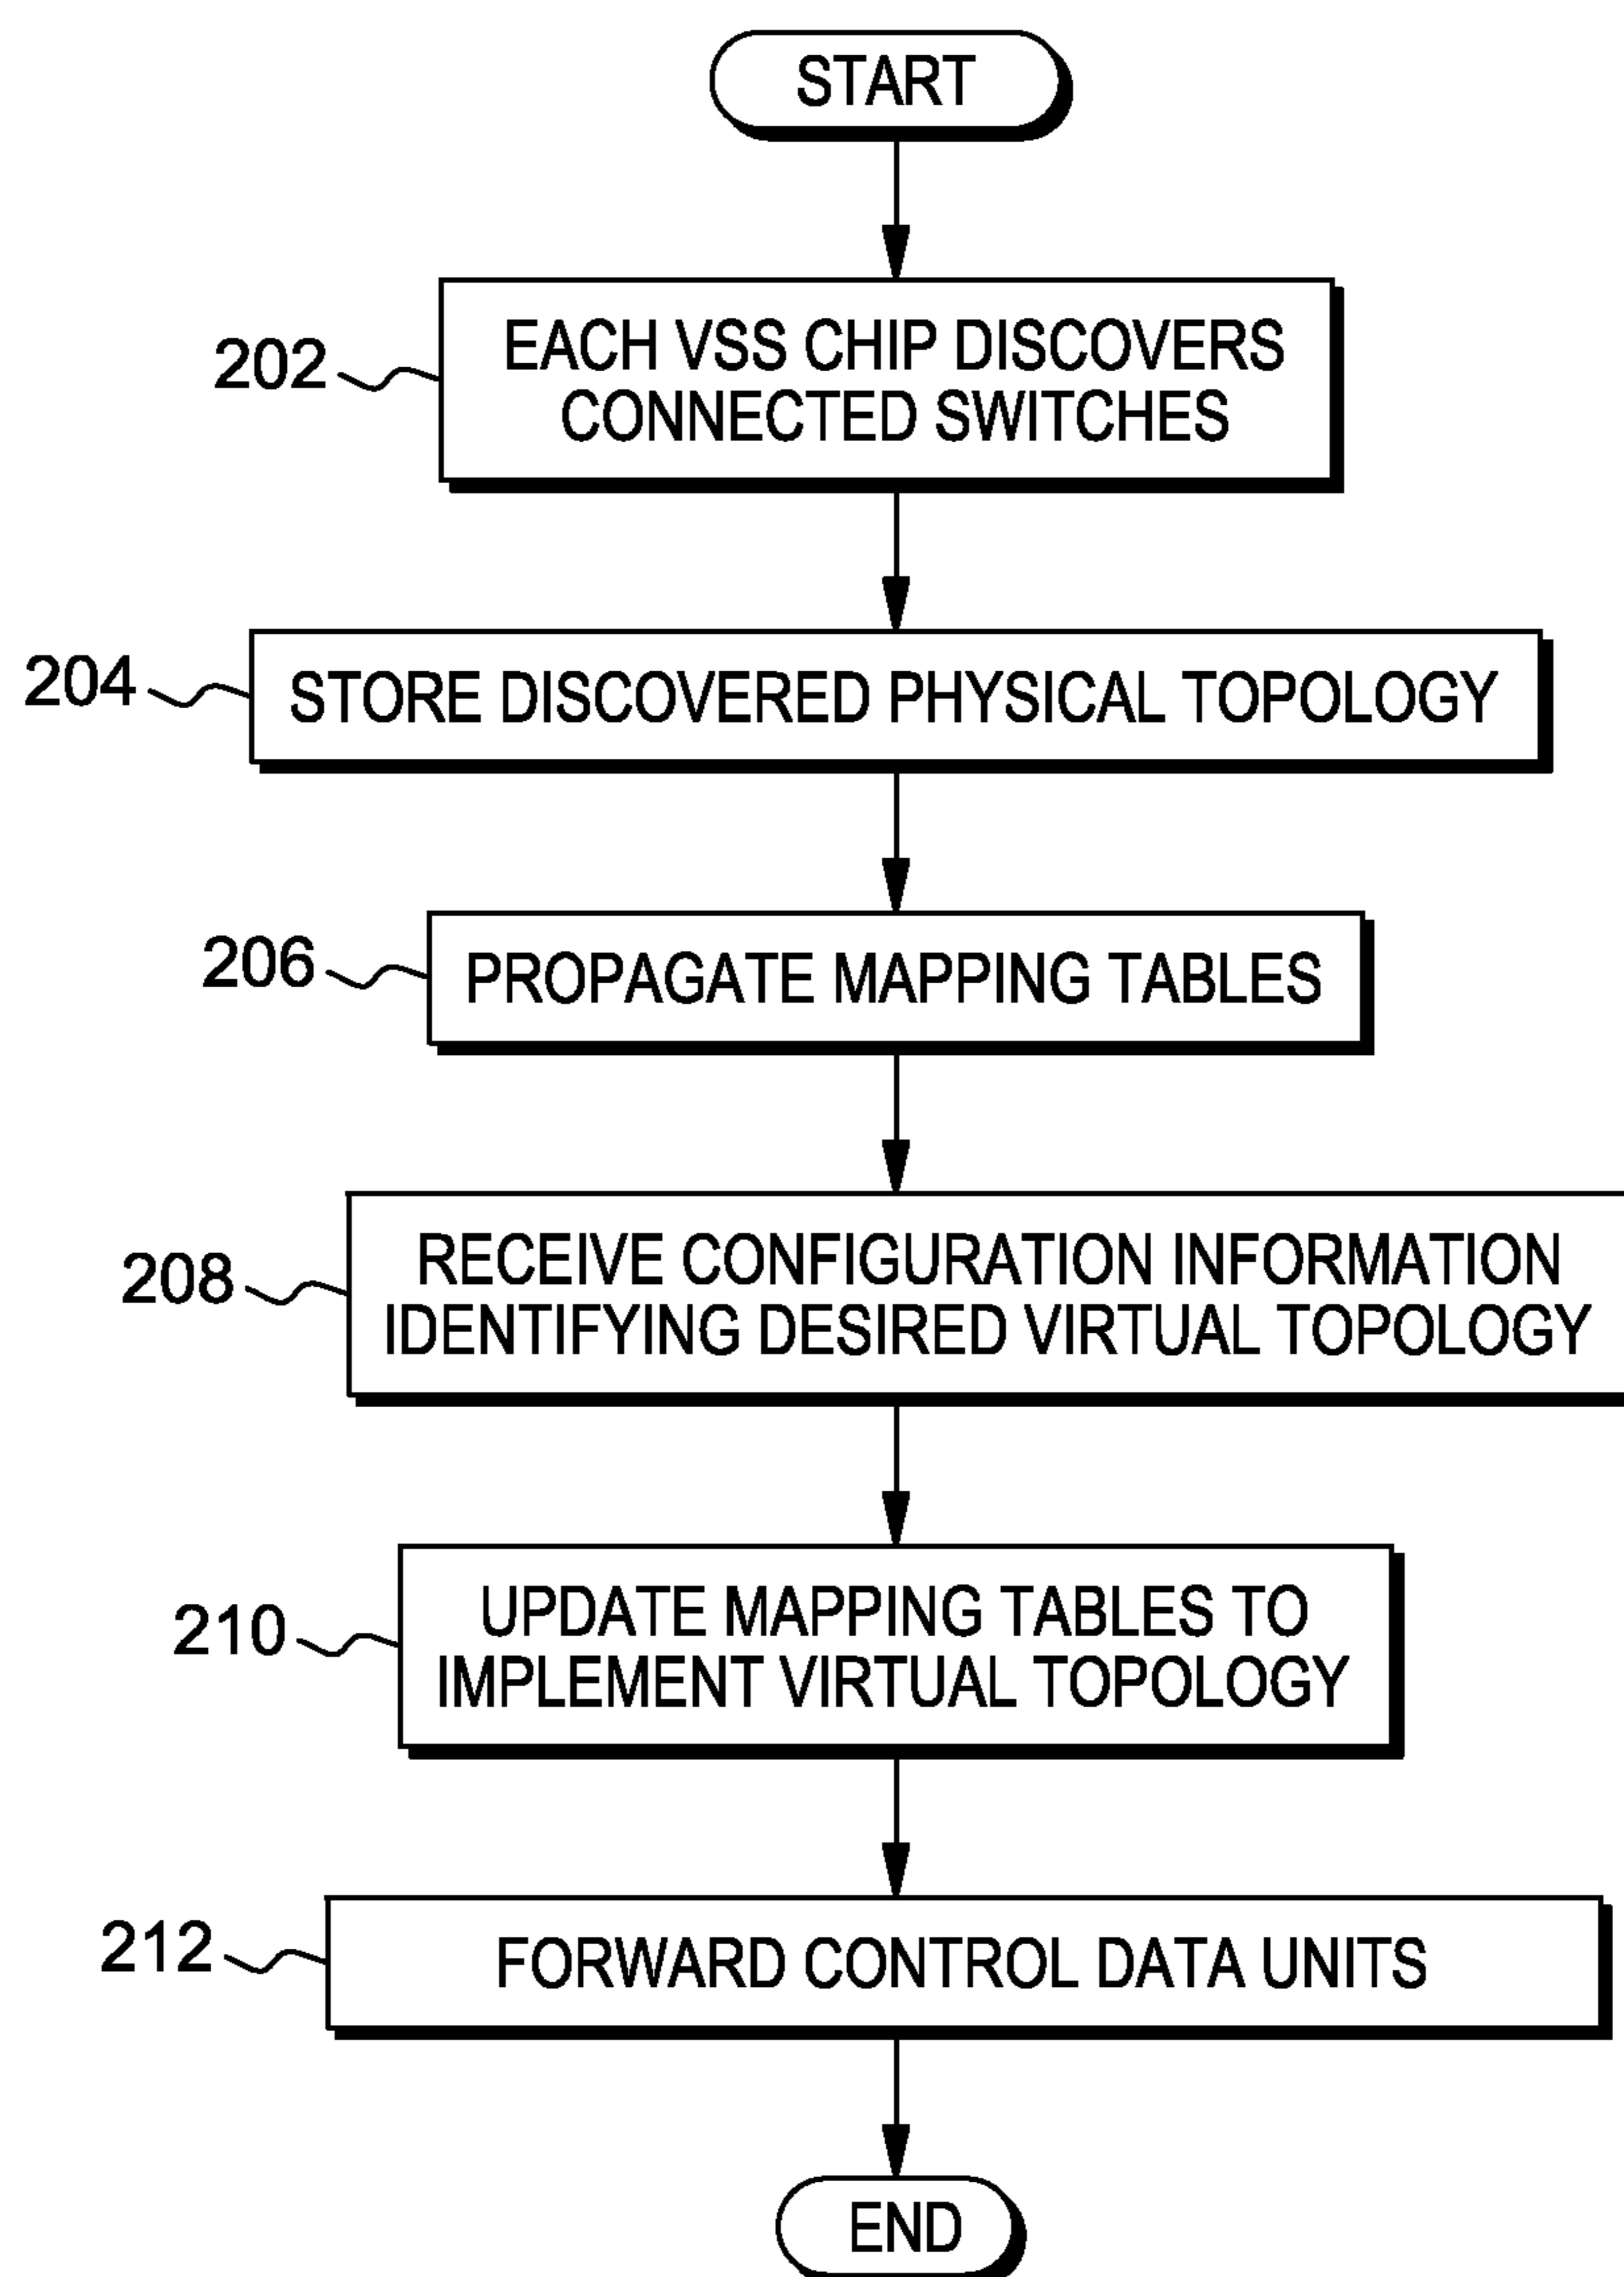 START
202
EACH VSS CHIP DISCOVERS
CONNECTED SWITCHES
204
STORE DISCOVERED PHYSICAL TOPOLOGY
206
PROPAGATE MAPPING TABLES
208
RECEIVE CONFIGURATION INFORMATION
IDENTIFYING DESIRED VIRTUAL TOPOLOGY
210
UPDATE MAPPING TABLES TO
IMPLEMENT VIRTUAL TOPOLOGY
212
FORWARD CONTROL DATA UNITS
END